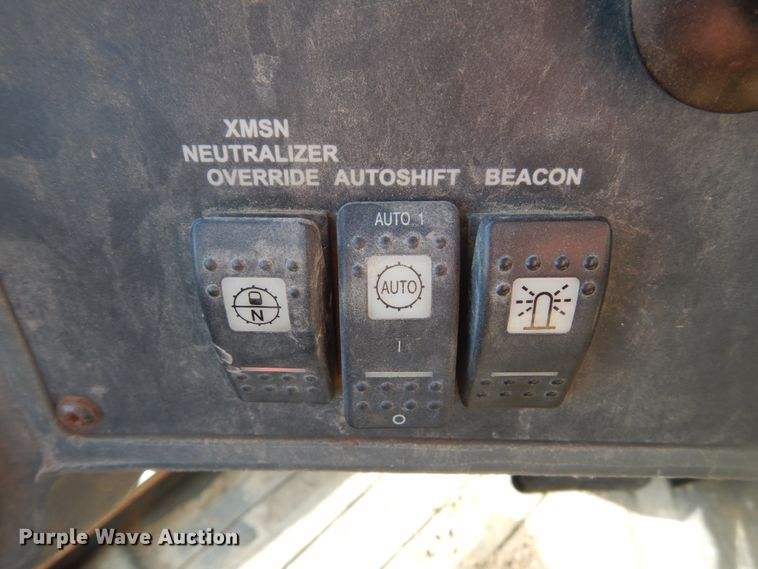 XMSN
NEUTRALIZER
OVERRIDE AUTOSHIFT BEACON
AUTO 1
AUTO
N
I
O
Purple Wave Auction®